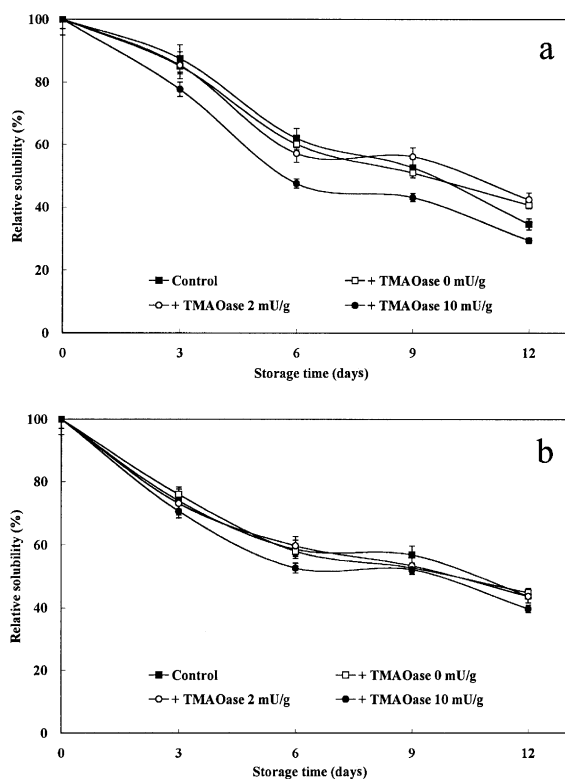 a
100
80
60
40
20
0
Relative solubility (%)
Control
+ TMAOase 0 mU/g
+ TMAOase 2 mU/g
+ TMAOase 10 mU/g
0 3 6 9 12
Storage time (days)
b
100
80
60
40
20
0
Relative solubility (%)
Control
+ TMAOase 0 mU/g
+ TMAOase 2 mU/g
+ TMAOase 10 mU/g
0 3 6 9 12
Storage time (days)